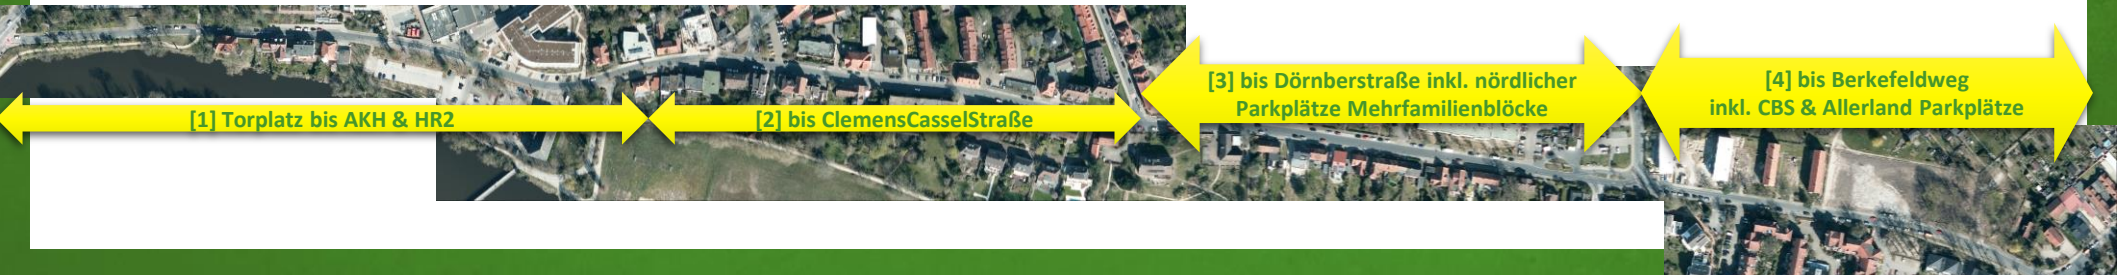 [1] Torplatz bis AKH & HR2
[2] bis ClemensCasselStraße
[3] bis Dörnberstraße inkl. nördlicher
Parkplätze Mehrfamilienblöcke
[4] bis Berkefeldweg
inkl. CBS & Allerland Parkplätze